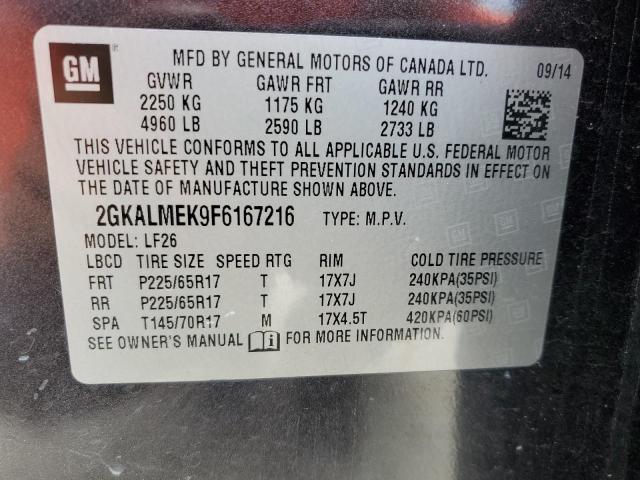 GM
MFD BY GENERAL MOTORS OF CANADA LTD.
GVWR GAWR FRT GAWR RR 09/14
2250 KG 1175 KG 1240 KG
4960 LB 2590 LB 2733 LB
THIS VEHICLE CONFORMS TO ALL APPLICABLE U.S. FEDERAL MOTOR
VEHICLE SAFETY AND THEFT PREVENTION STANDARDS IN EFFECT ON
THE DATE OF MANUFACTURE SHOWN ABOVE.
2GKALMEK9F6167216 TYPE: M.P.V.
MODEL: LF26
LBCD TIRE SIZE SPEED RTG RIM COLD TIRE PRESSURE
FRT P225/65R17 T 17X7J 240KPA(35PSI)
RR P225/65R17 T 17X7J 240KPA(35PSI)
SPA T145/70R17 M 17X4.5T 420KPA(60PSI)
SEE OWNER'S MANUAL FOR MORE INFORMATION.